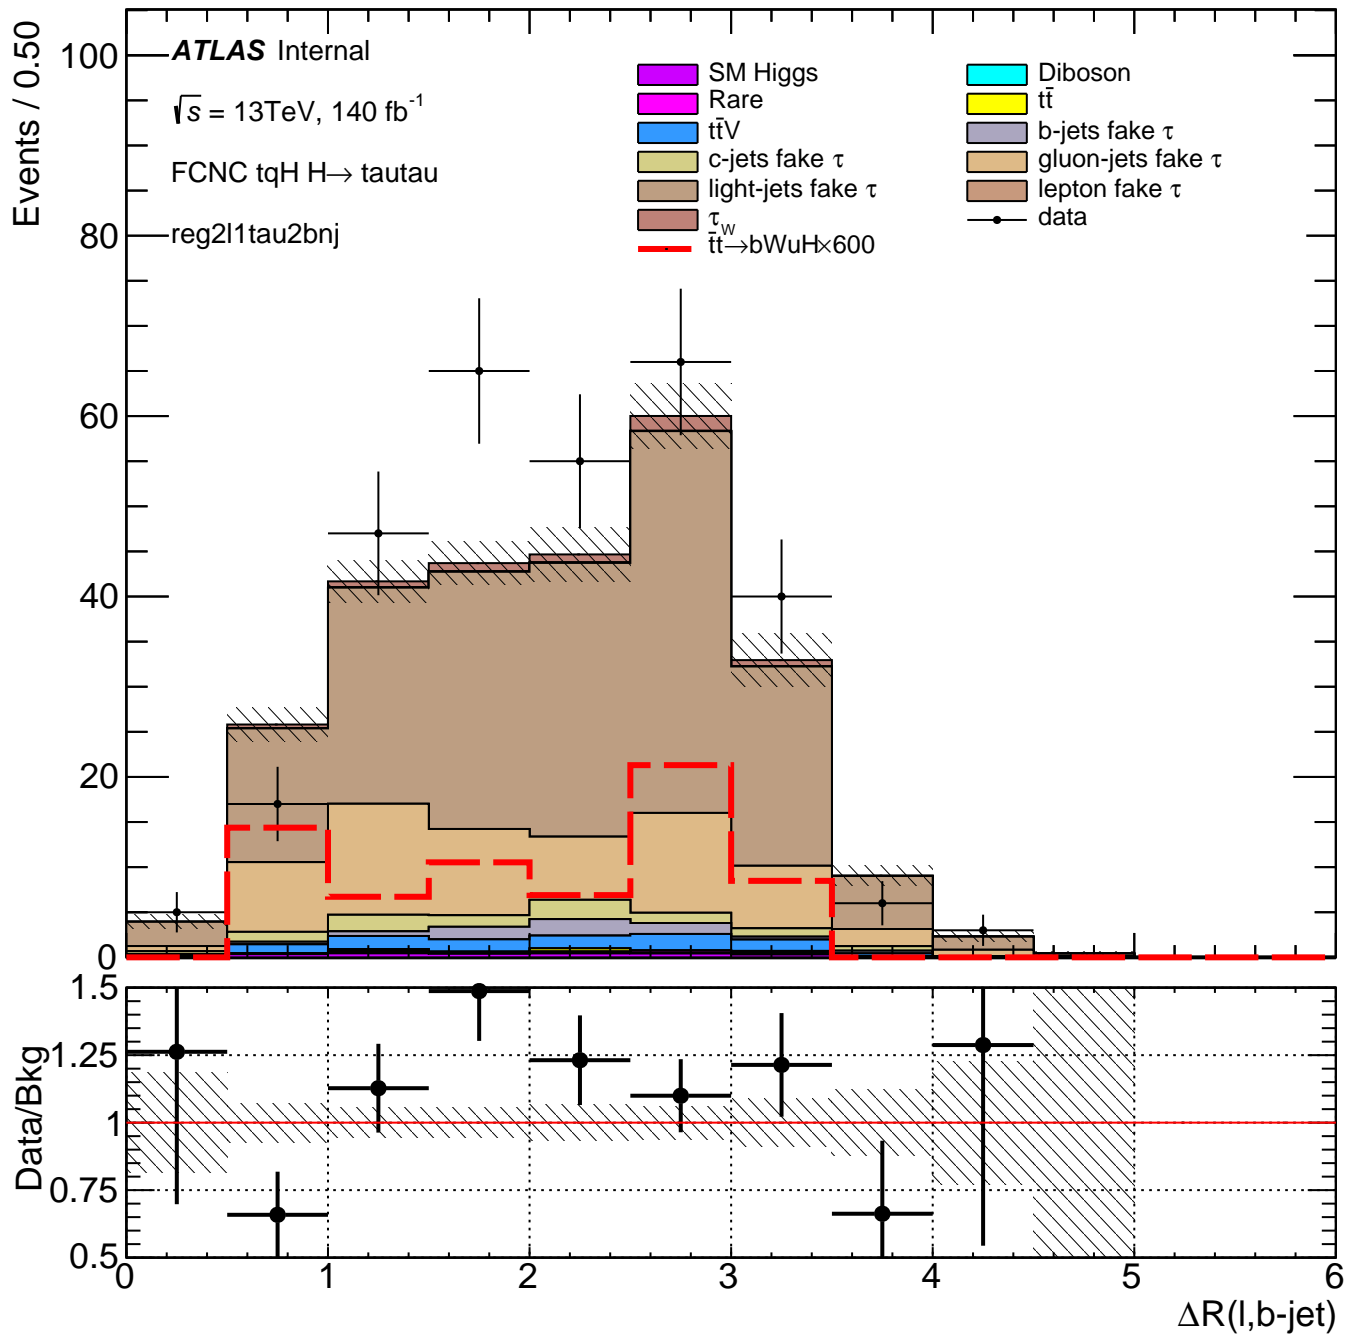 Events / 0.50
100
80
60
40
20
0
ATLAS Internal
√s = 13TeV, 140 fb⁻¹
FCNC tqH H→ tautau
reg2l1tau2bnj
SM Higgs
Rare
tt̄V
c-jets fake τ
light-jets fake τ
τ_W
t̄t→bWuH×600
Diboson
tt̄
b-jets fake τ
gluon-jets fake τ
lepton fake τ
data
Data/Bkg
1.5
1.25
1
0.75
0.5
0 1 2 3 4 5 6
ΔR(l,b-jet)